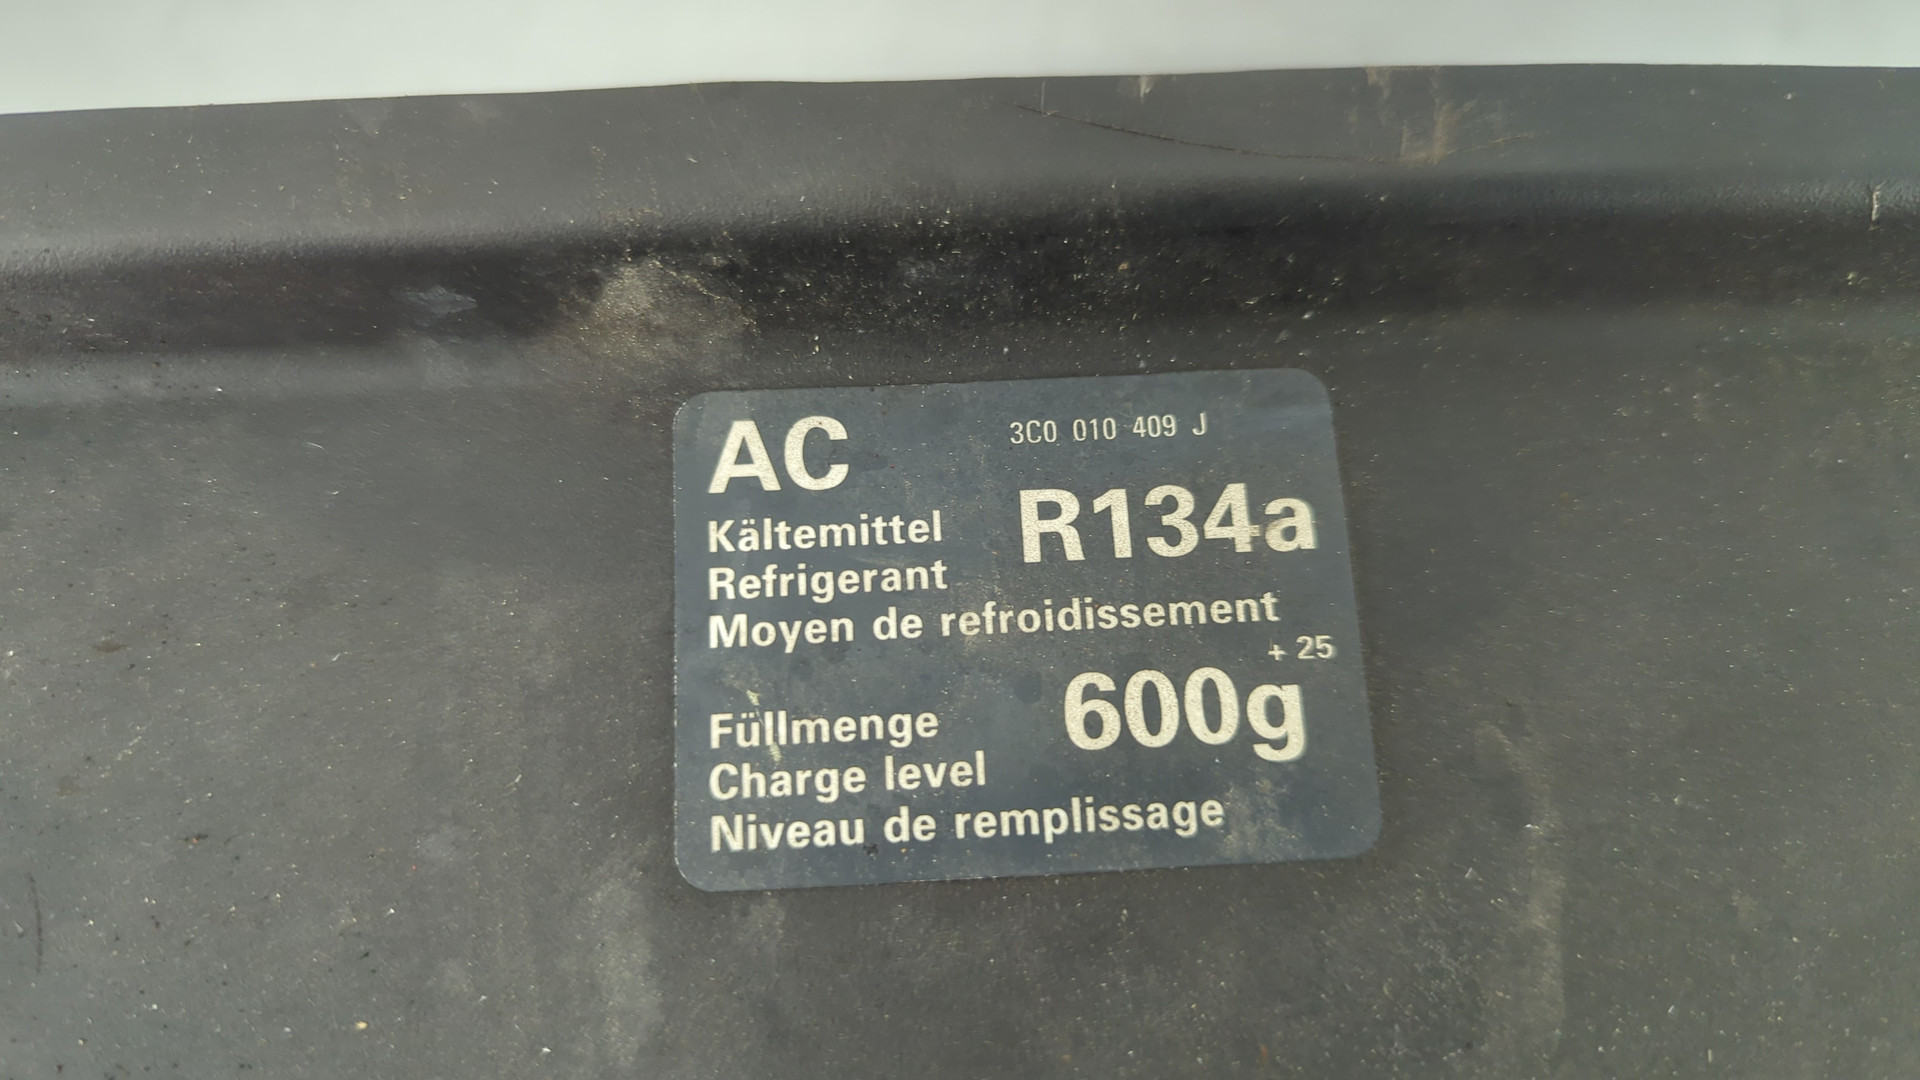 AC 3C0 010 409 J
Kältemittel R134a
Refrigerant
Moyen de refroidissement
+ 25
Füllmenge 600g
Charge level
Niveau de remplissage